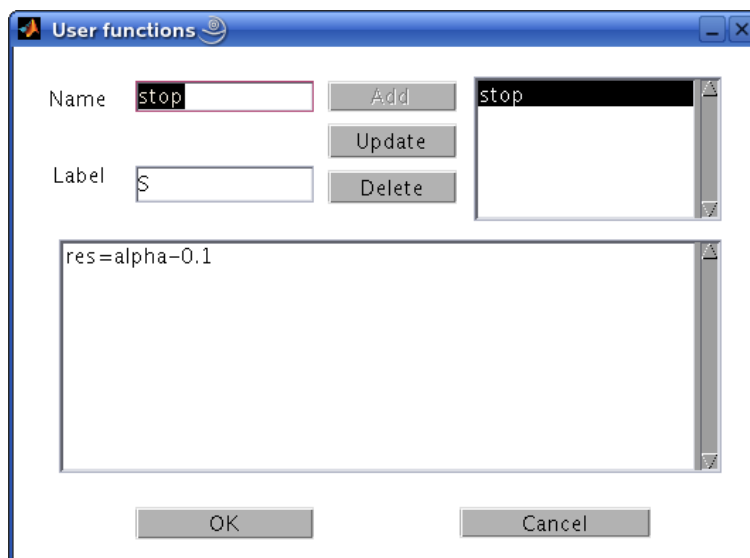 User functions
Name
stop
Add
stop
Update
Label
S
Delete
res=alpha-0.1
OK
Cancel